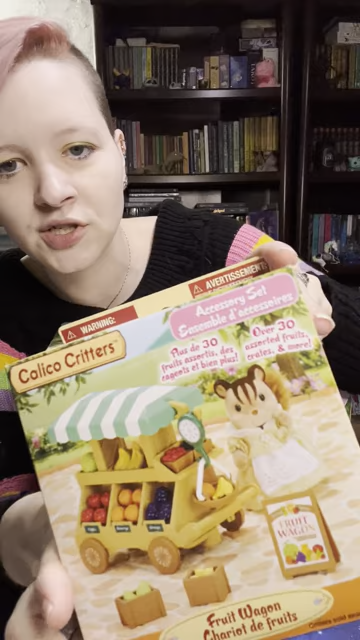 WARNING:
AVERTISSEMENT
Calico Critters
Accessory Set
Ensemble d'accessoires
Plus de 30
fruits assortis, des
cageots et bien plus!
Over 30
assorted fruits,
crates, & more!
FRUIT
WAGON
Fruit Wagon
Chariot de fruits